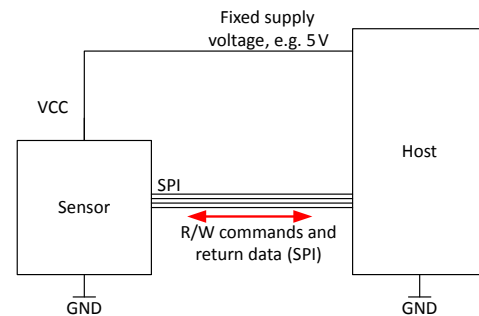 Fixed supply
voltage, e.g. 5 V
VCC
Host
SPI
Sensor
R/W commands and
return data (SPI)
GND
GND